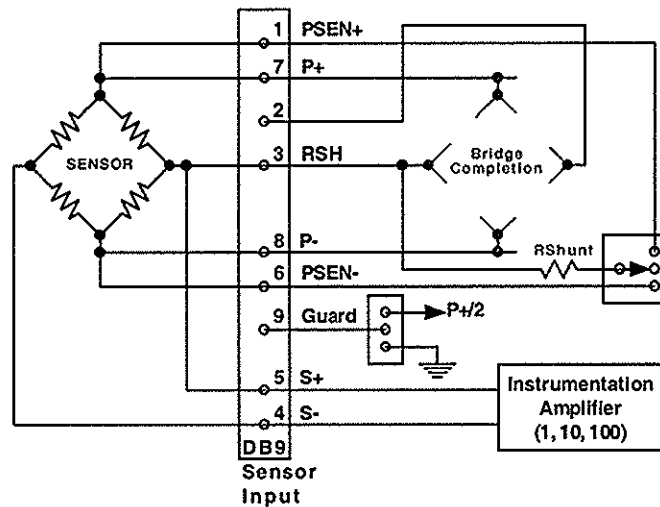 1 PSEN+
7 P+
2
SENSOR
3 RSH
Bridge
Completion
8 P-
RShunt
6 PSEN-
9 Guard
P+/2
5 S+
4 S-
Instrumentation
Amplifier
(1, 10, 100)
DB9
Sensor
Input